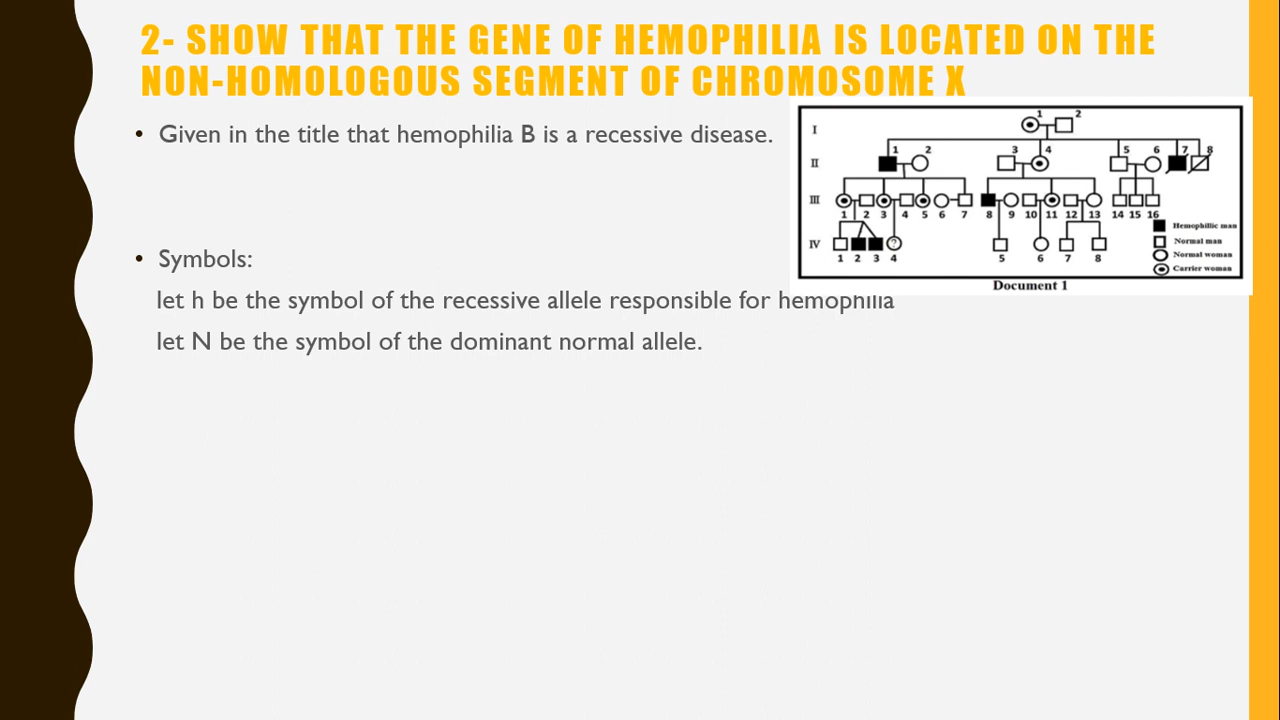 2- SHOW THAT THE GENE OF HEMOPHILIA IS LOCATED ON THE
NON-HOMOLOGOUS SEGMENT OF CHROMOSOME X
• Given in the title that hemophilia B is a recessive disease.
• Symbols:
let h be the symbol of the recessive allele responsible for hemophilia
let N be the symbol of the dominant normal allele.
I 1 2
II 1 2 3 4 5 6 7 8
III
1 2 3 4 5 6 7 8 9 10 11 12 13 14 15 16
IV ?
1 2 3 4 5 6 7 8
Hemophillic man
Normal man
Normal woman
Carrier woman
Document 1